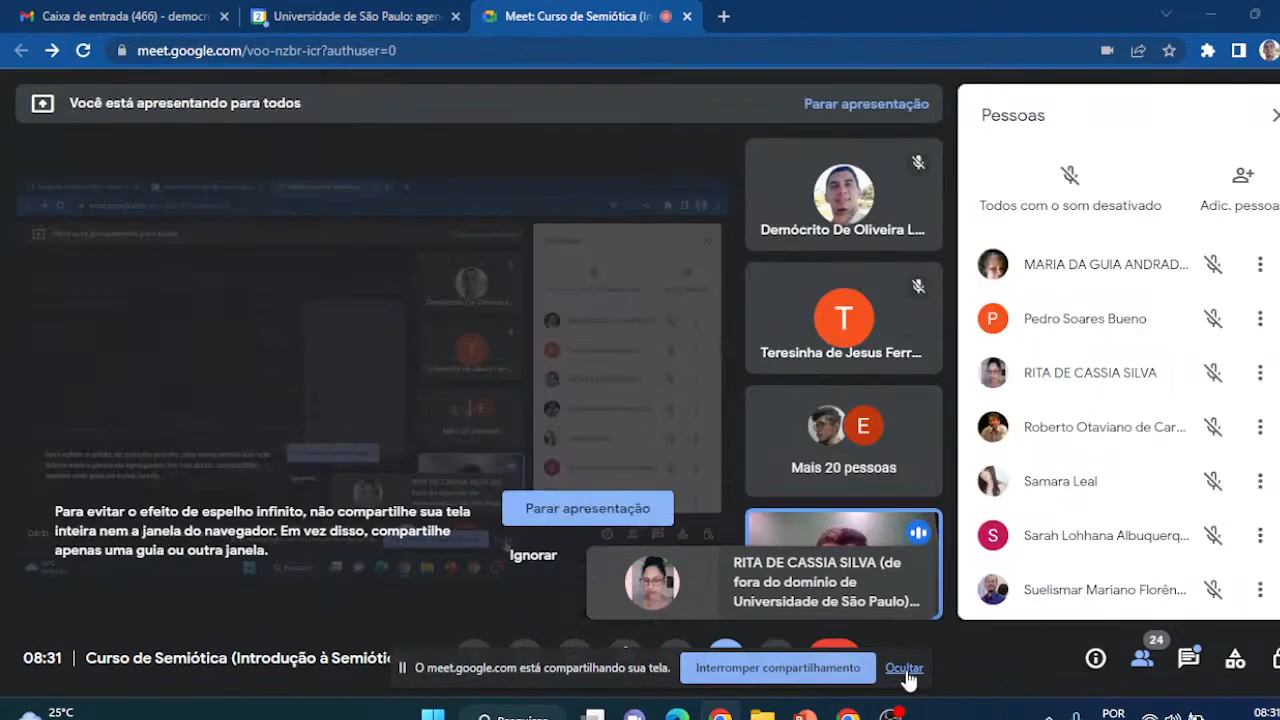 Caixa de entrada (466) - democr
Universidade de São Paulo: agen
Meet: Curso de Semiótica (In
meet.google.com/voo-nzbr-icr?authuser=0
Você está apresentando para todos
Parar apresentação
Pessoas
Todos com o som desativado
Adic. pessoa
Demócrito De Oliveira L...
Teresinha de Jesus Ferr...
Mais 20 pessoas
MARIA DA GUIA ANDRAD...
P
Pedro Soares Bueno
RITA DE CASSIA SILVA
Roberto Otaviano de Car...
Samara Leal
S
Sarah Lohhana Albuquerq...
Suelismar Mariano Florên...
T
E
Para evitar o efeito de espelho infinito, não compartilhe sua tela
inteira nem a janela do navegador. Em vez disso, compartilhe
apenas uma guia ou outra janela.
Parar apresentação
Ignorar
RITA DE CASSIA SILVA (de
fora do domínio de
Universidade de São Paulo)...
08:31
Curso de Semiótica (Introdução à Semiótic
O meet.google.com está compartilhando sua tela.
Interromper compartilhamento
Ocultar
24
25°C
Pesquisar
POR
08:31